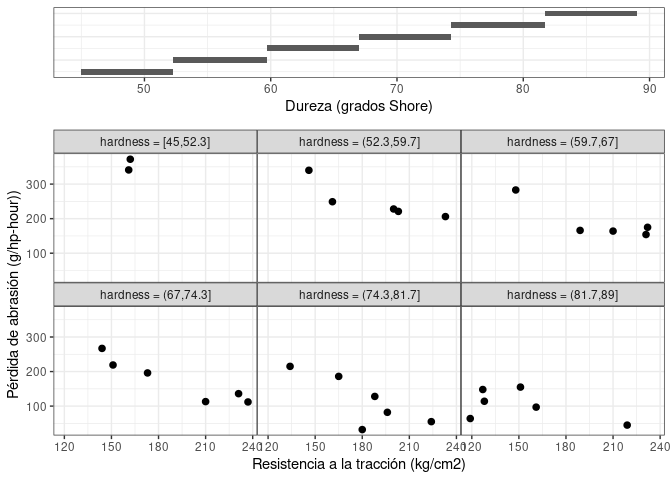 50 60 70 80 90
Dureza (grados Shore)
hardness = [45,52.3] hardness = (52.3,59.7] hardness = (59.7,67]
300
200
100
hardness = (67,74.3] hardness = (74.3,81.7] hardness = (81.7,89]
300
200
100
Pérdida de abrasión (g/hp-hour))
120 150 180 210 240 120 150 180 210 240 120 150 180 210 240
Resistencia a la tracción (kg/cm2)